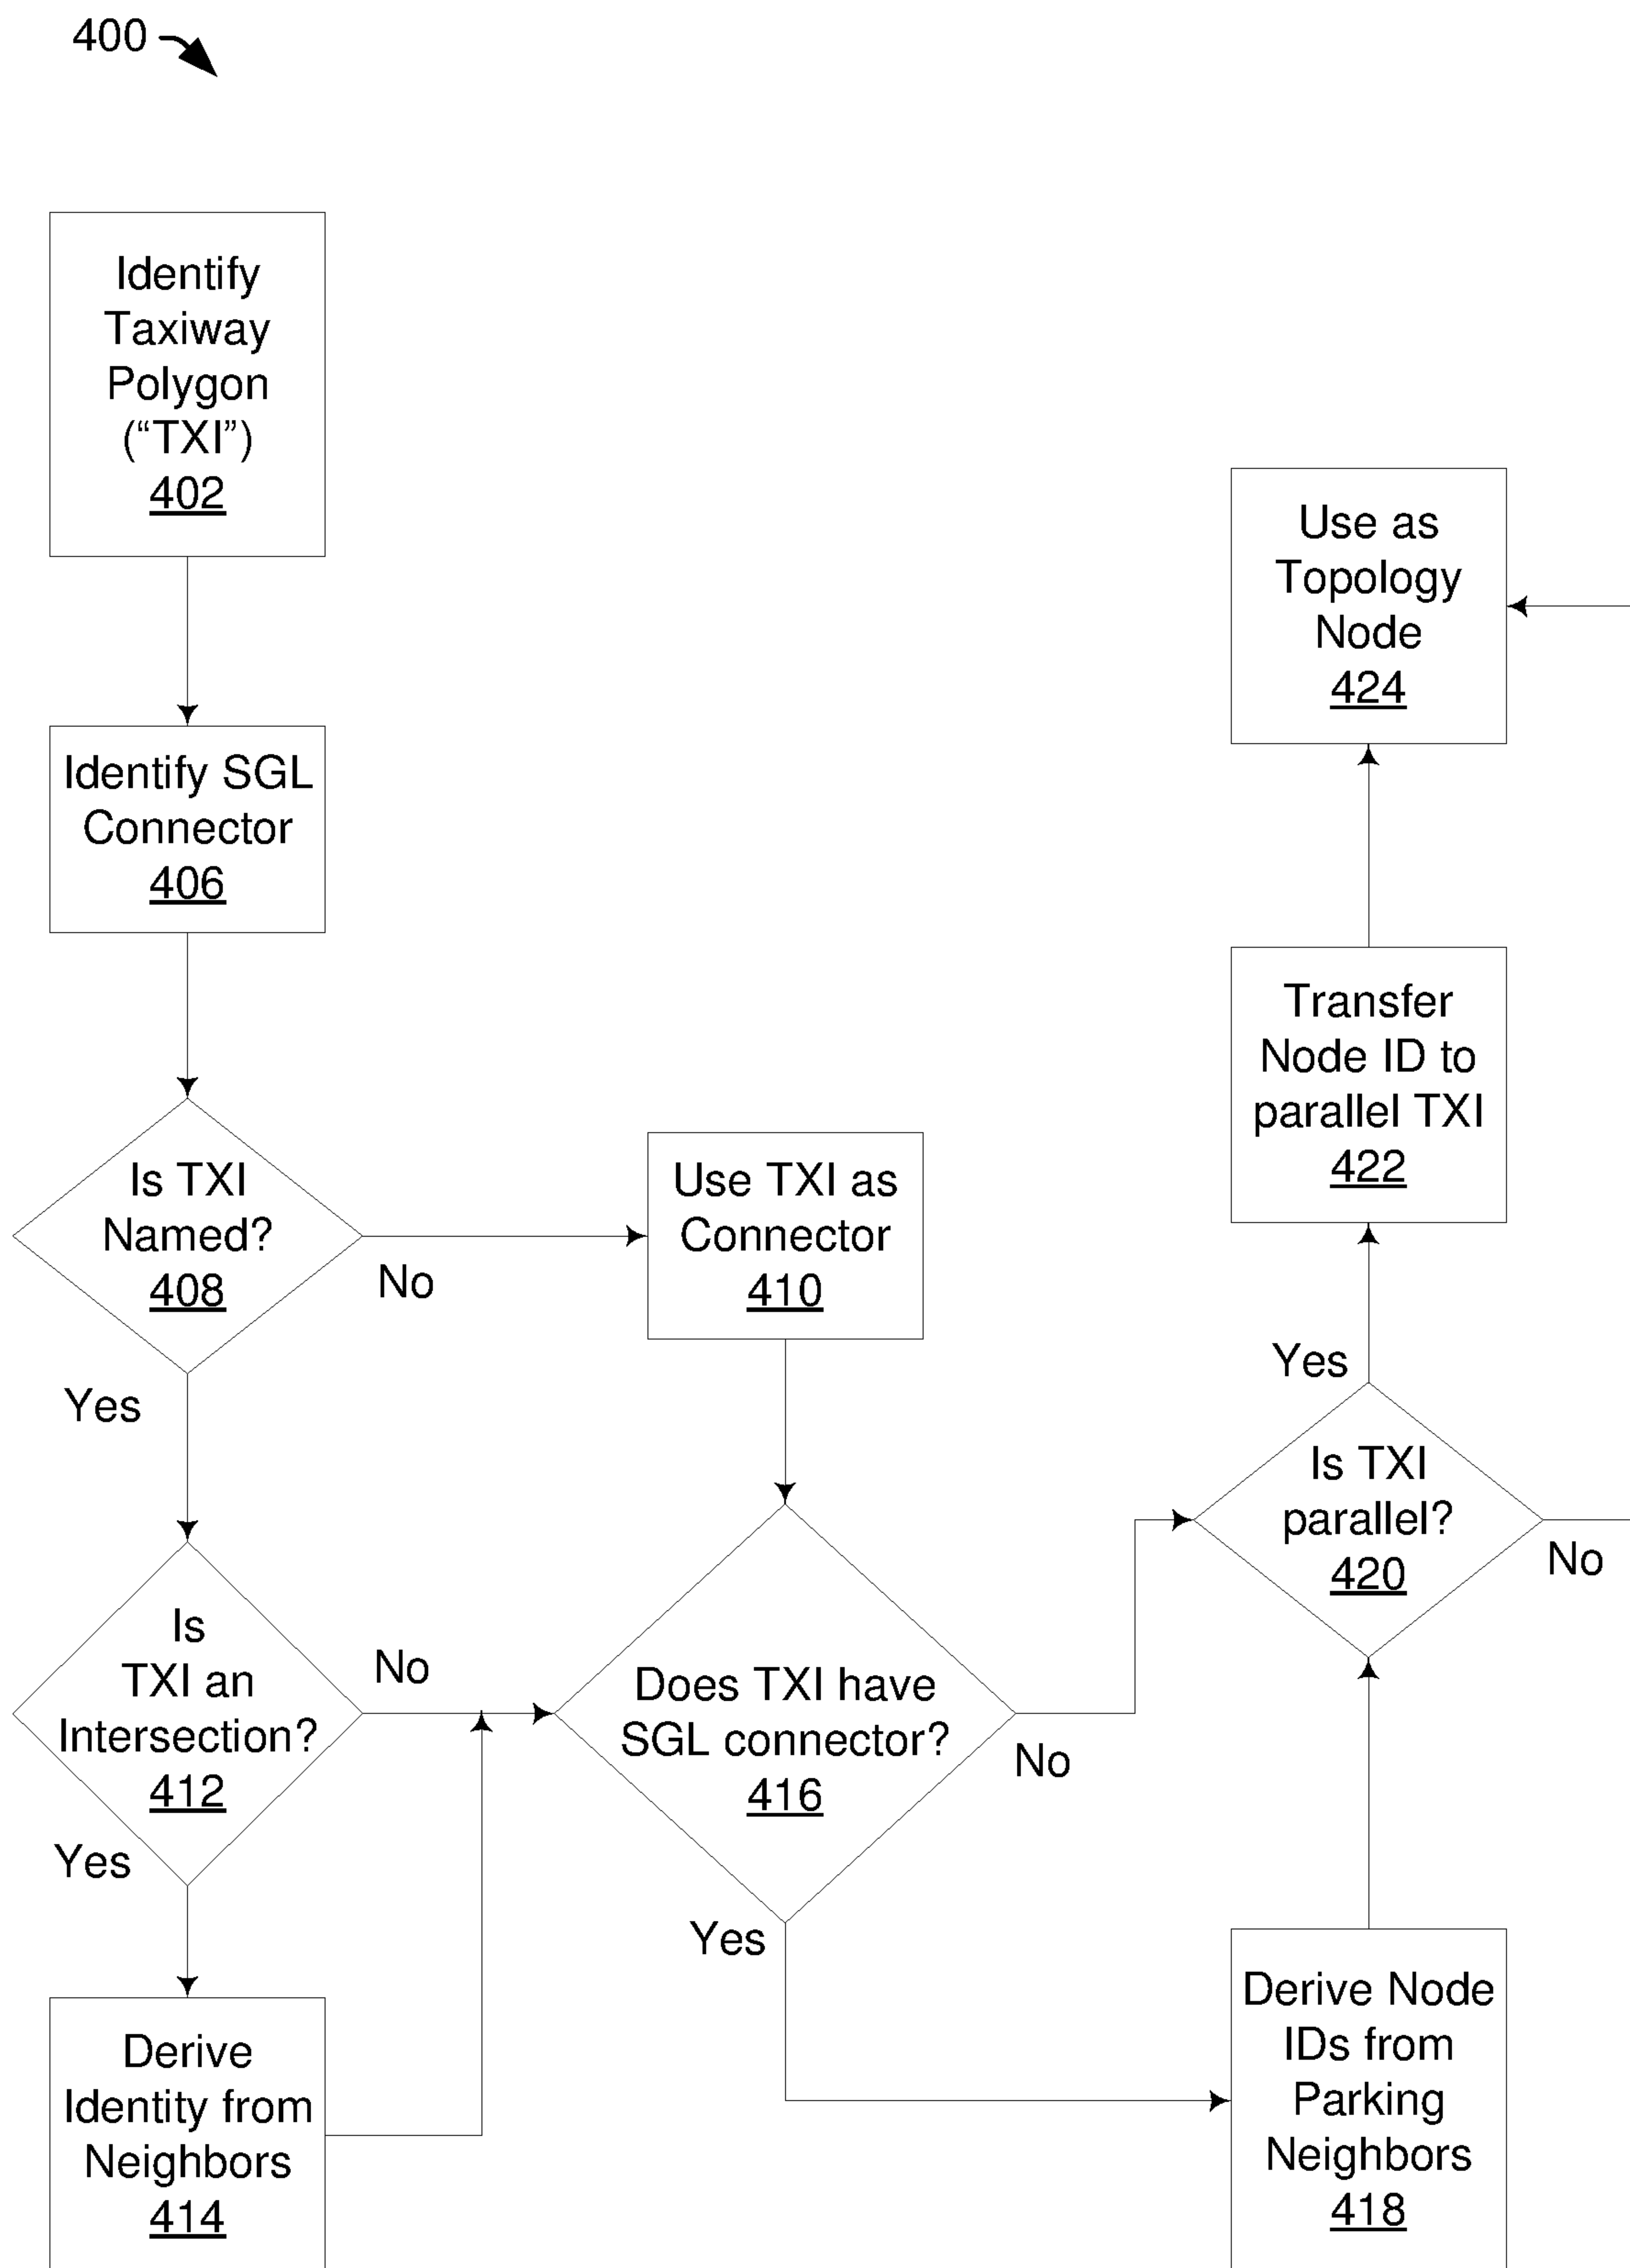 400
Identify
Taxiway
Polygon
(“TXI”)
402
Identify SGL
Connector
406
Is TXI
Named?
408
No
Yes
Use TXI as
Connector
410
Is
TXI an
Intersection?
412
No
Yes
Derive
Identity from
Neighbors
414
Does TXI have
SGL connector?
416
No
Yes
Derive Node
IDs from
Parking
Neighbors
418
Is TXI
parallel?
420
Yes
No
Transfer
Node ID to
parallel TXI
422
Use as
Topology
Node
424